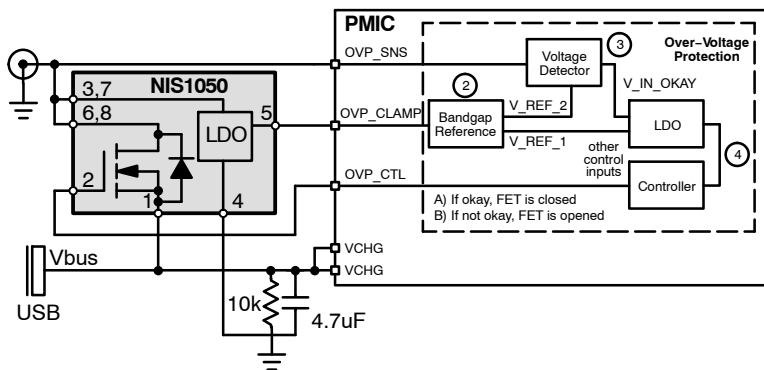 PMIC
OVP_SNS
Voltage
Detector
3
Over–Voltage
Protection
NIS1050
3,7
6,8
LDO
5
OVP_CLAMP
2
Bandgap
Reference
V_REF_2
V_REF_1
V_IN_OKAY
LDO
other
control
inputs
4
2
1
4
OVP_CTL
Controller
A) If okay, FET is closed
B) If not okay, FET is opened
Vbus
USB
VCHG
VCHG
10k
4.7uF